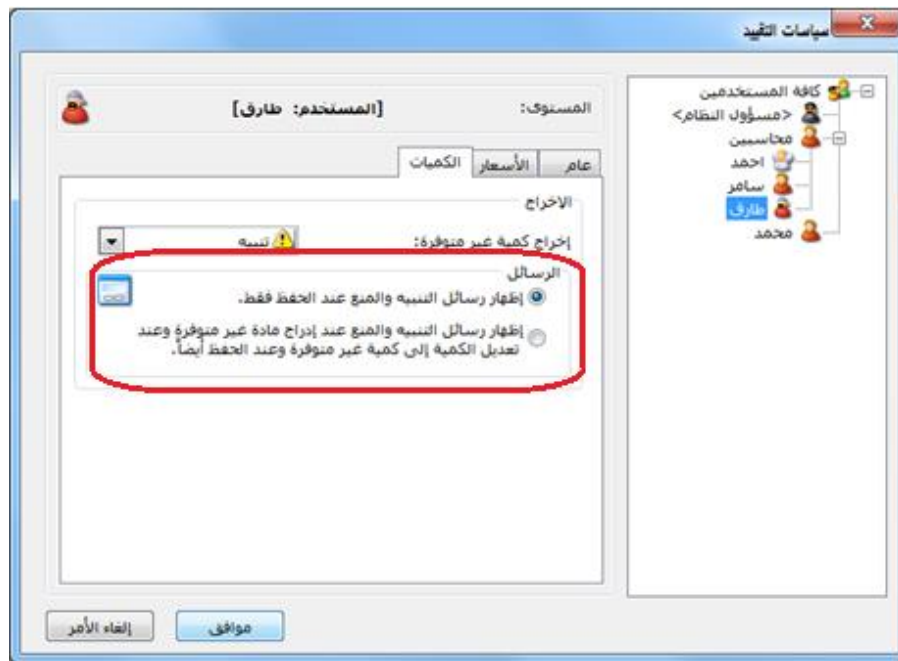 سياسات التقييد
كافة المستخدمين
<مسؤول النظام>
محاسبين
احمد
سامر
طارق
محمد
المستوى: [المستخدم: طارق]
عام الأسعار الكميات
الإخراج
إخراج كمية غير متوفرة: تنبيه
الرسائل
إظهار رسائل التنبيه والمنع عند الحفظ فقط.
إظهار رسائل التنبيه والمنع عند إدراج مادة غير متوفرة وعند
تعديل الكمية إلى كمية غير متوفرة وعند الحفظ أيضاً.
موافق إلغاء الأمر